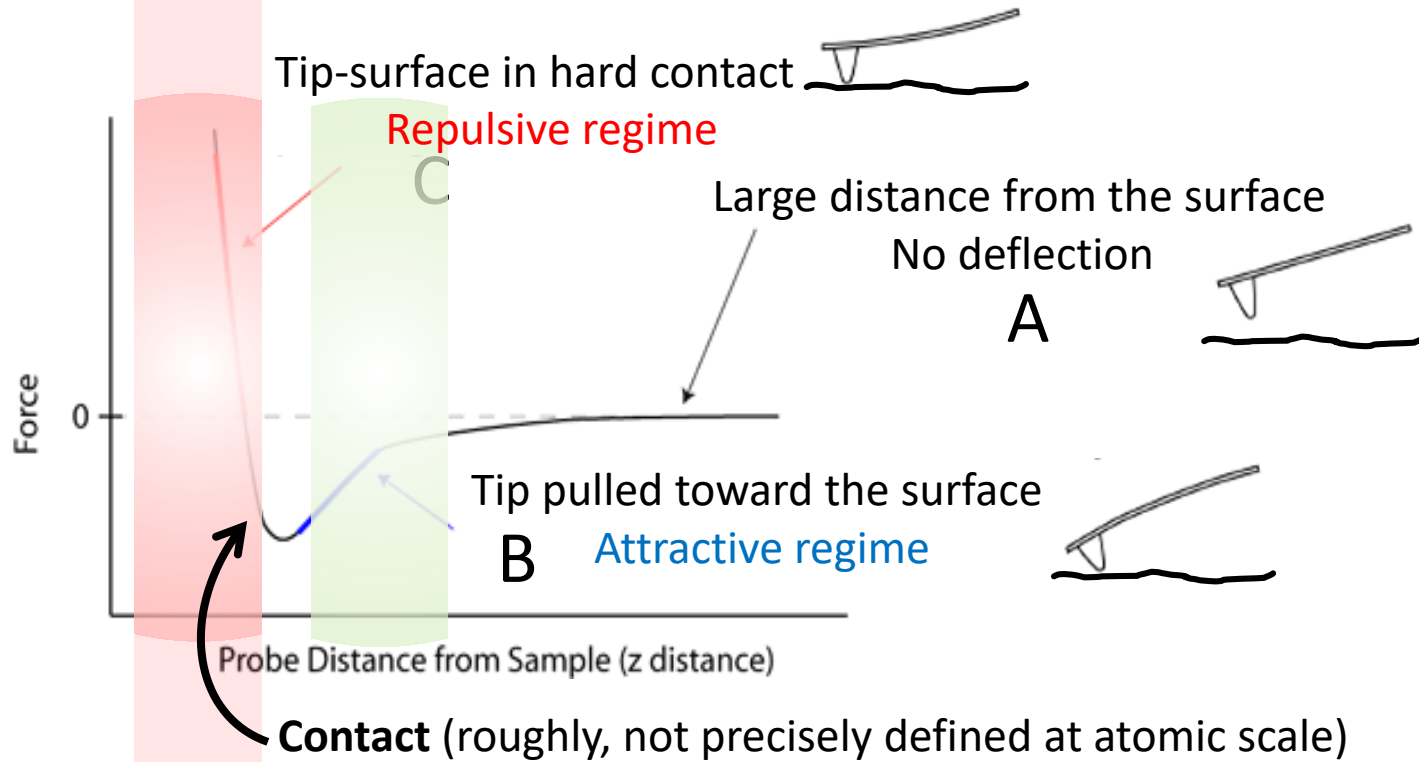 Tip-surface in hard contact
Repulsive regime
C
Large distance from the surface
No deflection
A
Force
0
Tip pulled toward the surface
B Attractive regime
Probe Distance from Sample (z distance)
Contact (roughly, not precisely defined at atomic scale)